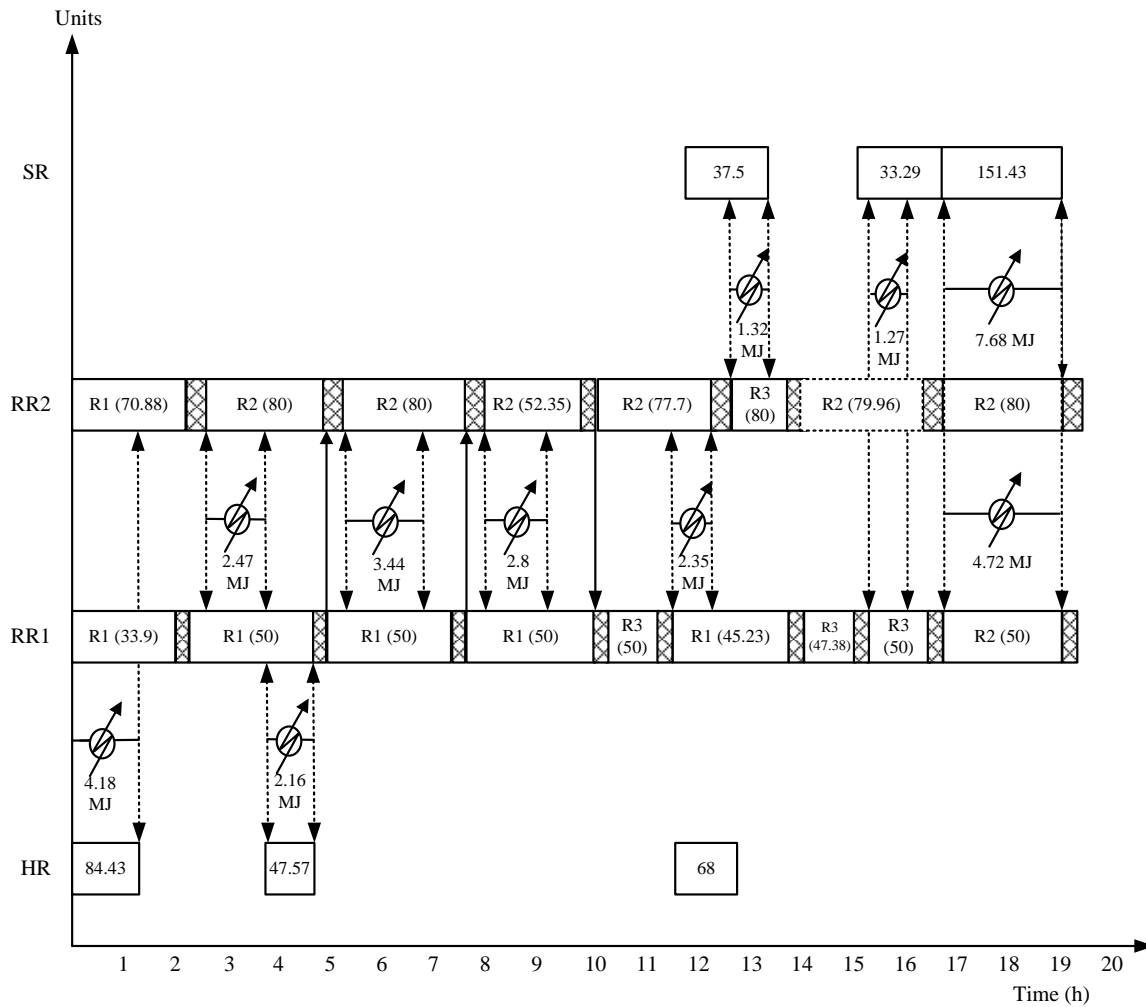 Units
SR
37.5
33.29
151.43
1.32
MJ
1.27
MJ
7.68 MJ
RR2
R1 (70.88)
R2 (80)
R2 (80)
R2 (52.35)
R2 (77.7)
R3
(80)
R2 (79.96)
R2 (80)
2.47
MJ
3.44
MJ
2.8
MJ
2.35
MJ
4.72 MJ
RR1
R1 (33.9)
R1 (50)
R1 (50)
R1 (50)
R3
(50)
R1 (45.23)
R3
(47.38)
R3
(50)
R2 (50)
4.18
MJ
2.16
MJ
HR
84.43
47.57
68
1 2 3 4 5 6 7 8 9 10 11 12 13 14 15 16 17 18 19 20
Time (h)